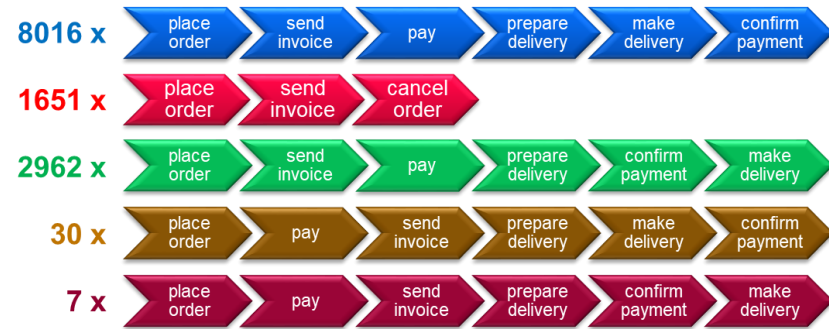 8016 x place order send invoice pay prepare delivery make delivery confirm payment
1651 x place order send invoice cancel order
2962 x place order send invoice pay prepare delivery confirm payment make delivery
30 x place order pay send invoice prepare delivery make delivery confirm payment
7 x place order pay send invoice prepare delivery confirm payment make delivery